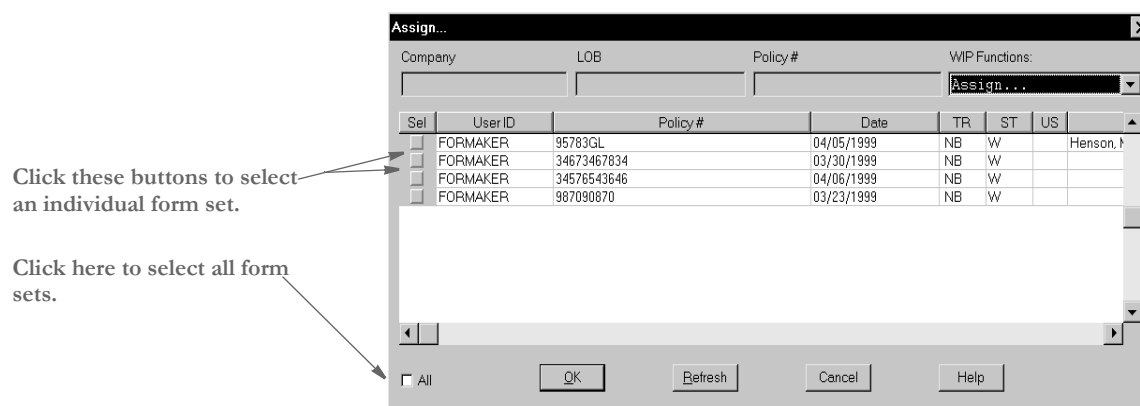 Assign...
Company LOB Policy # WIP Functions:
Assign...
Sel User ID Policy # Date TR ST US
FORMAKER 95783GL 04/05/1999 NB W Henson,
FORMAKER 34673467834 03/30/1999 NB W
FORMAKER 34576543646 04/06/1999 NB W
FORMAKER 987090870 03/23/1999 NB W
Click these buttons to select
an individual form set.
Click here to select all form
sets.
All OK Refresh Cancel Help